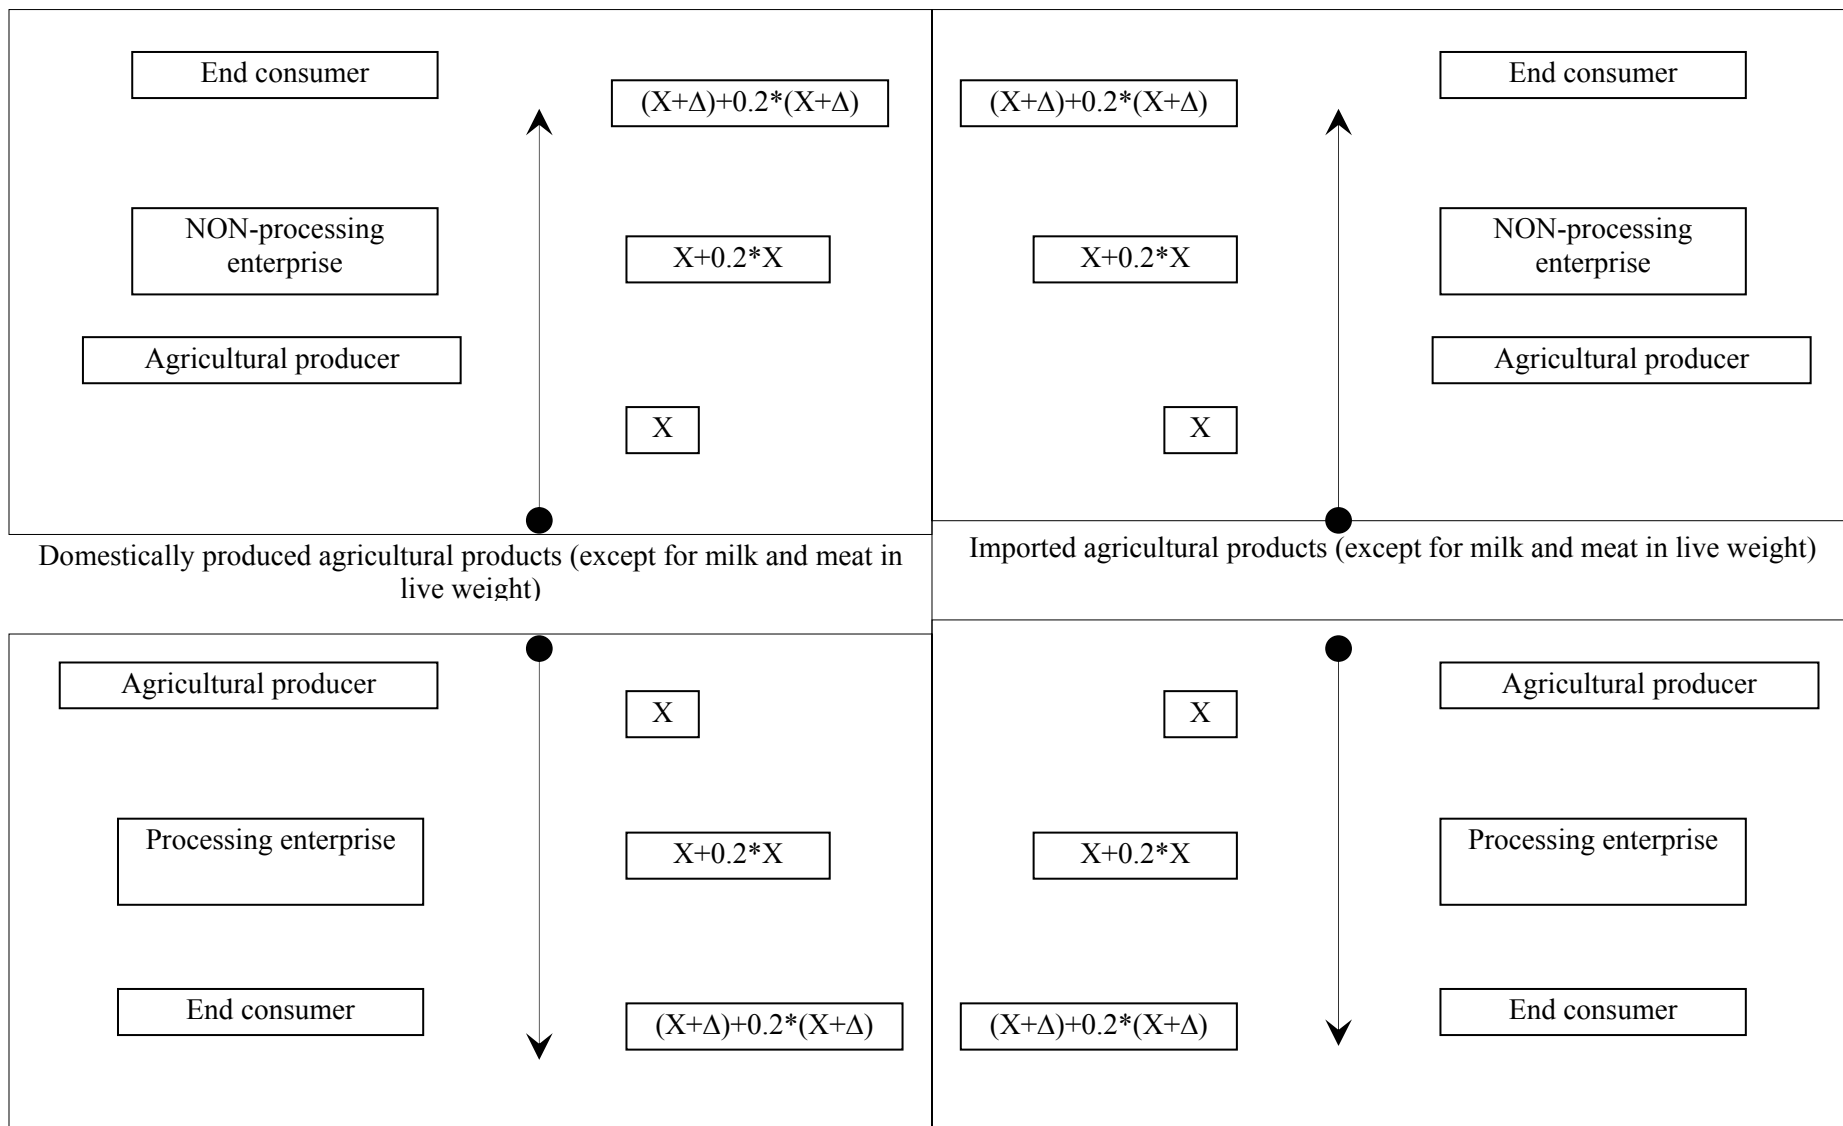 End consumer
(X+Δ)+0.2*(X+Δ)
NON-processing
enterprise
X+0.2*X
Agricultural producer
X
(X+Δ)+0.2*(X+Δ)
End consumer
X+0.2*X
NON-processing
enterprise
Agricultural producer
X
Domestically produced agricultural products (except for milk and meat in
live weight)
Imported agricultural products (except for milk and meat in live weight)
Agricultural producer
X
Processing enterprise
X+0.2*X
End consumer
(X+Δ)+0.2*(X+Δ)
X
Agricultural producer
X+0.2*X
Processing enterprise
(X+Δ)+0.2*(X+Δ)
End consumer